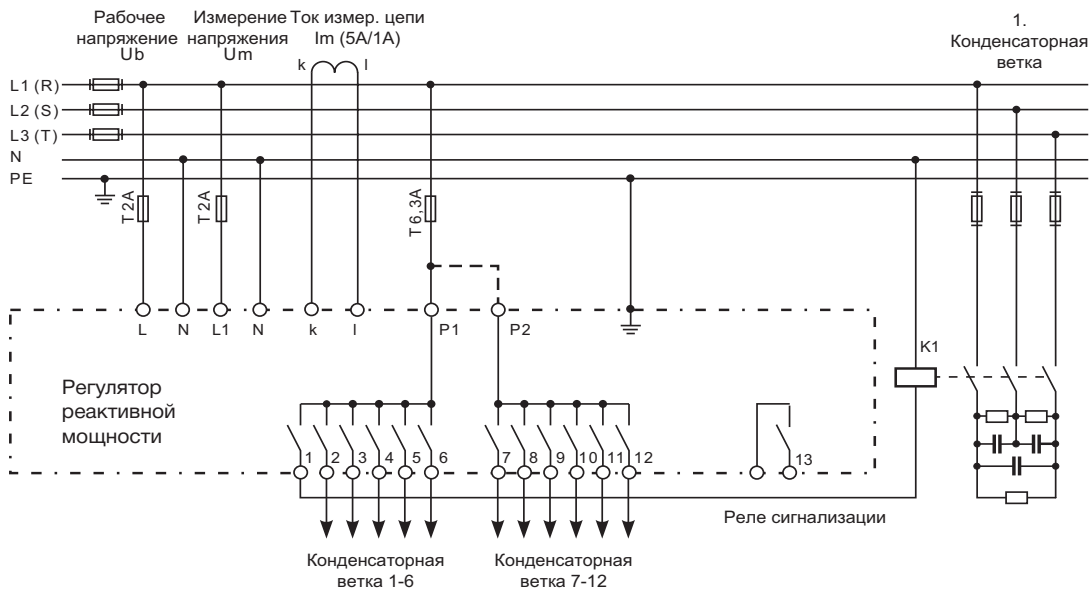 Рабочее
напряжение
Ub
Измерение
напряжения
Um
Ток измер. цепи
Im (5A/1A)
k
l
1.
Конденсаторная
ветка
L1 (R)
L2 (S)
L3 (T)
N
PE
T 2A
T 2A
T 6,3A
L
N
L1
N
k
l
P1
P2
K1
Регулятор
реактивной
мощности
1
2
3
4
5
6
7
8
9
10
11
12
13
Реле сигнализации
Конденсаторная
ветка 1-6
Конденсаторная
ветка 7-12